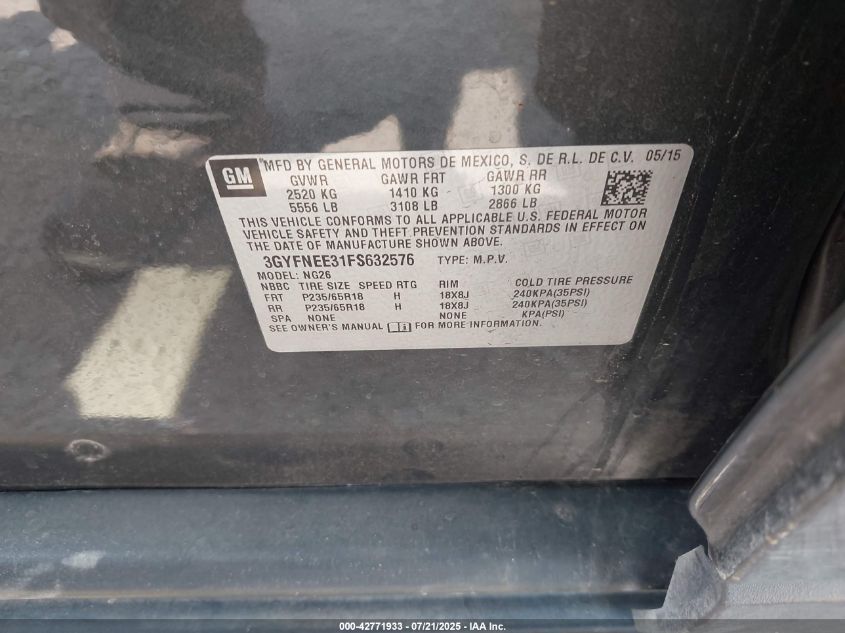 GM
MFD BY GENERAL MOTORS DE MEXICO, S. DE R.L. DE C.V. 05/15
GVWR GAWR FRT GAWR RR
2520 KG 1410 KG 1300 KG
5556 LB 3108 LB 2866 LB
THIS VEHICLE CONFORMS TO ALL APPLICABLE U.S. FEDERAL MOTOR
VEHICLE SAFETY AND THEFT PREVENTION STANDARDS IN EFFECT ON
THE DATE OF MANUFACTURE SHOWN ABOVE.
3GYFNEE31FS632576 TYPE: M.P.V.
MODEL: NG26
NBBC TIRE SIZE SPEED RTG RIM COLD TIRE PRESSURE
FRT P235/65R18 H 18X8J 240KPA(35PSI)
RR P235/65R18 H 18X8J 240KPA(35PSI)
SPA NONE NONE KPA(PSI)
SEE OWNER'S MANUAL FOR MORE INFORMATION.
000-42771933 - 07/21/2025 - IAA Inc.